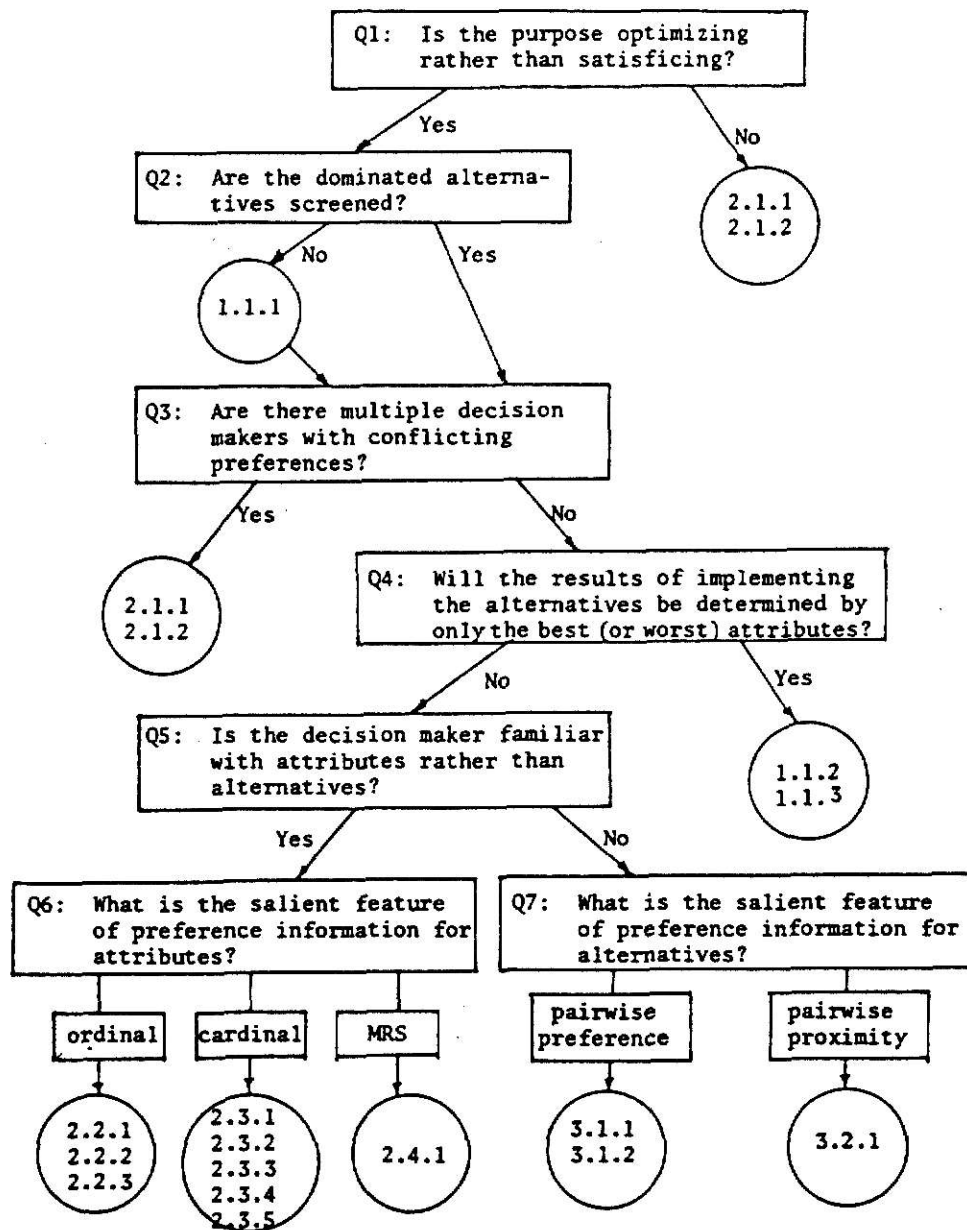 Q1: Is the purpose optimizing
rather than satisficing?
Yes
No
Q2: Are the dominated alterna-
tives screened?
2.1.1
2.1.2
No
Yes
1.1.1
Q3: Are there multiple decision
makers with conflicting
preferences?
Yes
No
2.1.1
2.1.2
Q4: Will the results of implementing
the alternatives be determined by
only the best (or worst) attributes?
No
Yes
Q5: Is the decision maker familiar
with attributes rather than
alternatives?
1.1.2
1.1.3
Yes
No
Q6: What is the salient feature
of preference information for
attributes?
Q7: What is the salient feature
of preference information for
alternatives?
ordinal
cardinal
MRS
pairwise
preference
pairwise
proximity
2.2.1
2.2.2
2.2.3
2.3.1
2.3.2
2.3.3
2.3.4
2.3.5
2.4.1
3.1.1
3.1.2
3.2.1